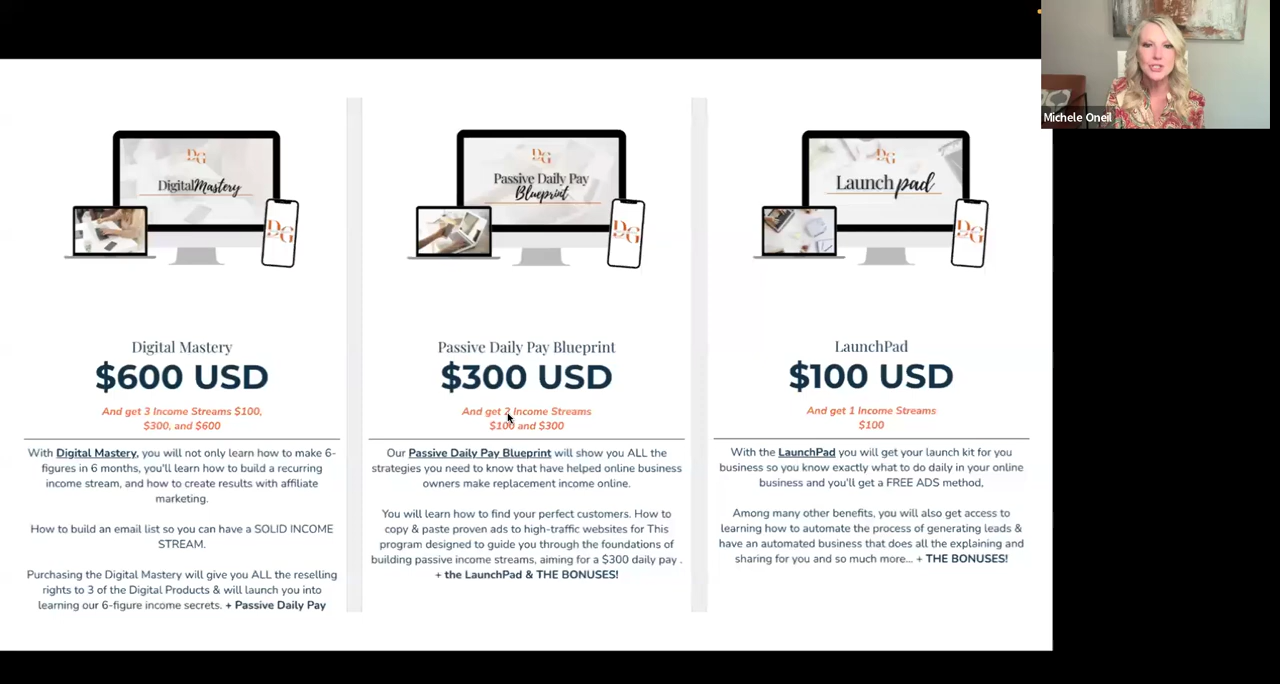 Michele Oneil
DG
DigitalMastery
DG
Digital Mastery
$600 USD
And get 3 Income Streams $100,
$300, and $600
With Digital Mastery, you will not only learn how to make 6-
figures in 6 months, you'll learn how to build a recurring
income stream, and how to create results with affiliate
marketing.
How to build an email list so you can have a SOLID INCOME
STREAM.
Purchasing the Digital Mastery will give you ALL the reselling
rights to 3 of the Digital Products & will launch you into
learning our 6-figure income secrets. + Passive Daily Pay
DG
Passive Daily Pay
Blueprint
DG
Passive Daily Pay Blueprint
$300 USD
And get 2 Income Streams
$100 and $300
Our Passive Daily Pay Blueprint will show you ALL the
strategies you need to know that have helped online business
owners make replacement income online.
You will learn how to find your perfect customers. How to
copy & paste proven ads to high-traffic websites for This
program designed to guide you through the foundations of
building passive income streams, aiming for a $300 daily pay .
+ the LaunchPad & THE BONUSES!
DG
Launch pad
DG
LaunchPad
$100 USD
And get 1 Income Streams
$100
With the LaunchPad you will get your launch kit for you
business so you know exactly what to do daily in your online
business and you'll get a FREE ADS method,
Among many other benefits, you will also get access to
learning how to automate the process of generating leads &
have an automated business that does all the explaining and
sharing for you and so much more... + THE BONUSES!